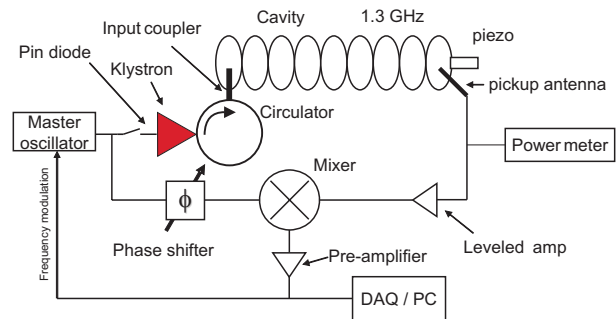 Cavity 1.3 GHz
Input coupler
piezo
Pin diode
Klystron
pickup antenna
Circulator
Master
oscillator
Power meter
Mixer
ϕ
Phase shifter
Leveled amp
Pre-amplifier
Frequency modulation
DAQ / PC